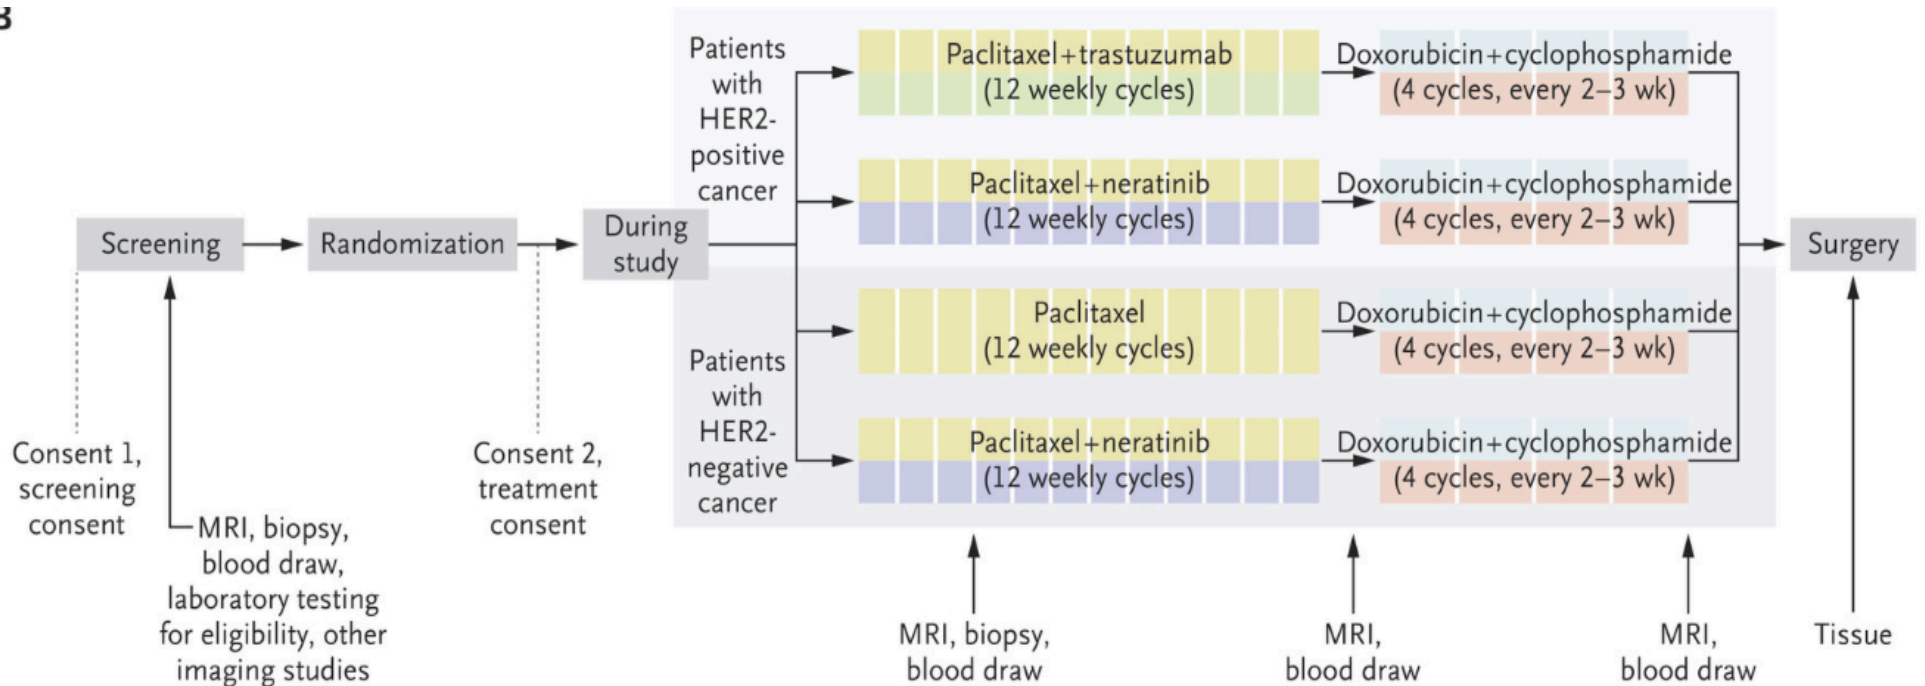 B
Screening
Randomization
During
study
Patients
with
HER2-
positive
cancer
Paclitaxel+trastuzumab
(12 weekly cycles)
Doxorubicin+cyclophosphamide
(4 cycles, every 2–3 wk)
Paclitaxel+neratinib
(12 weekly cycles)
Doxorubicin+cyclophosphamide
(4 cycles, every 2–3 wk)
Patients
with
HER2-
negative
cancer
Paclitaxel
(12 weekly cycles)
Doxorubicin+cyclophosphamide
(4 cycles, every 2–3 wk)
Paclitaxel+neratinib
(12 weekly cycles)
Doxorubicin+cyclophosphamide
(4 cycles, every 2–3 wk)
Surgery
Consent 1,
screening
consent
MRI, biopsy,
blood draw,
laboratory testing
for eligibility, other
imaging studies
Consent 2,
treatment
consent
MRI, biopsy,
blood draw
MRI,
blood draw
MRI,
blood draw
Tissue